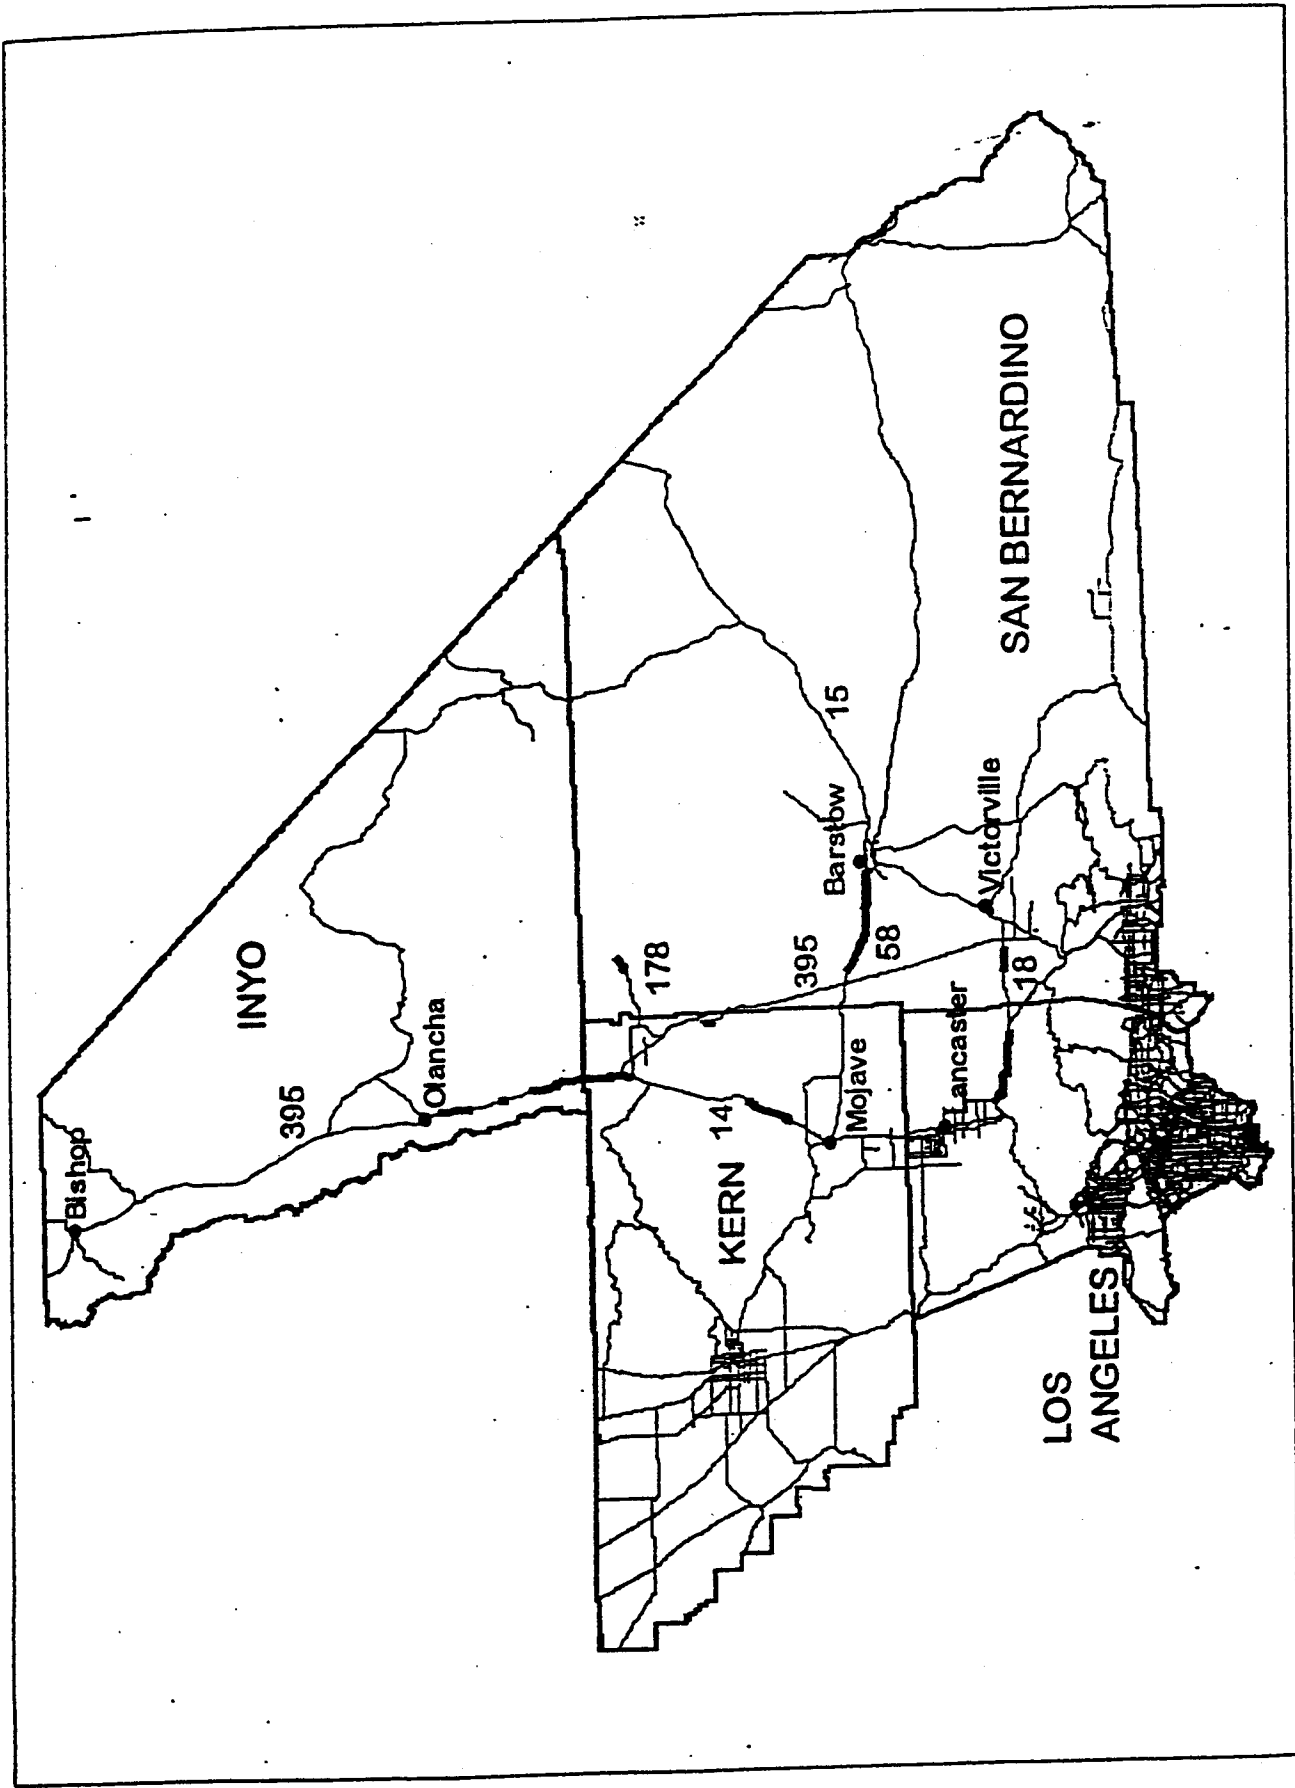 Bishop
INYO
395
Olancha
178
KERN
14
Mojave
395
58
Barstow
15
Lancaster
18
Victorville
SAN BERNARDINO
LOS
ANGELES